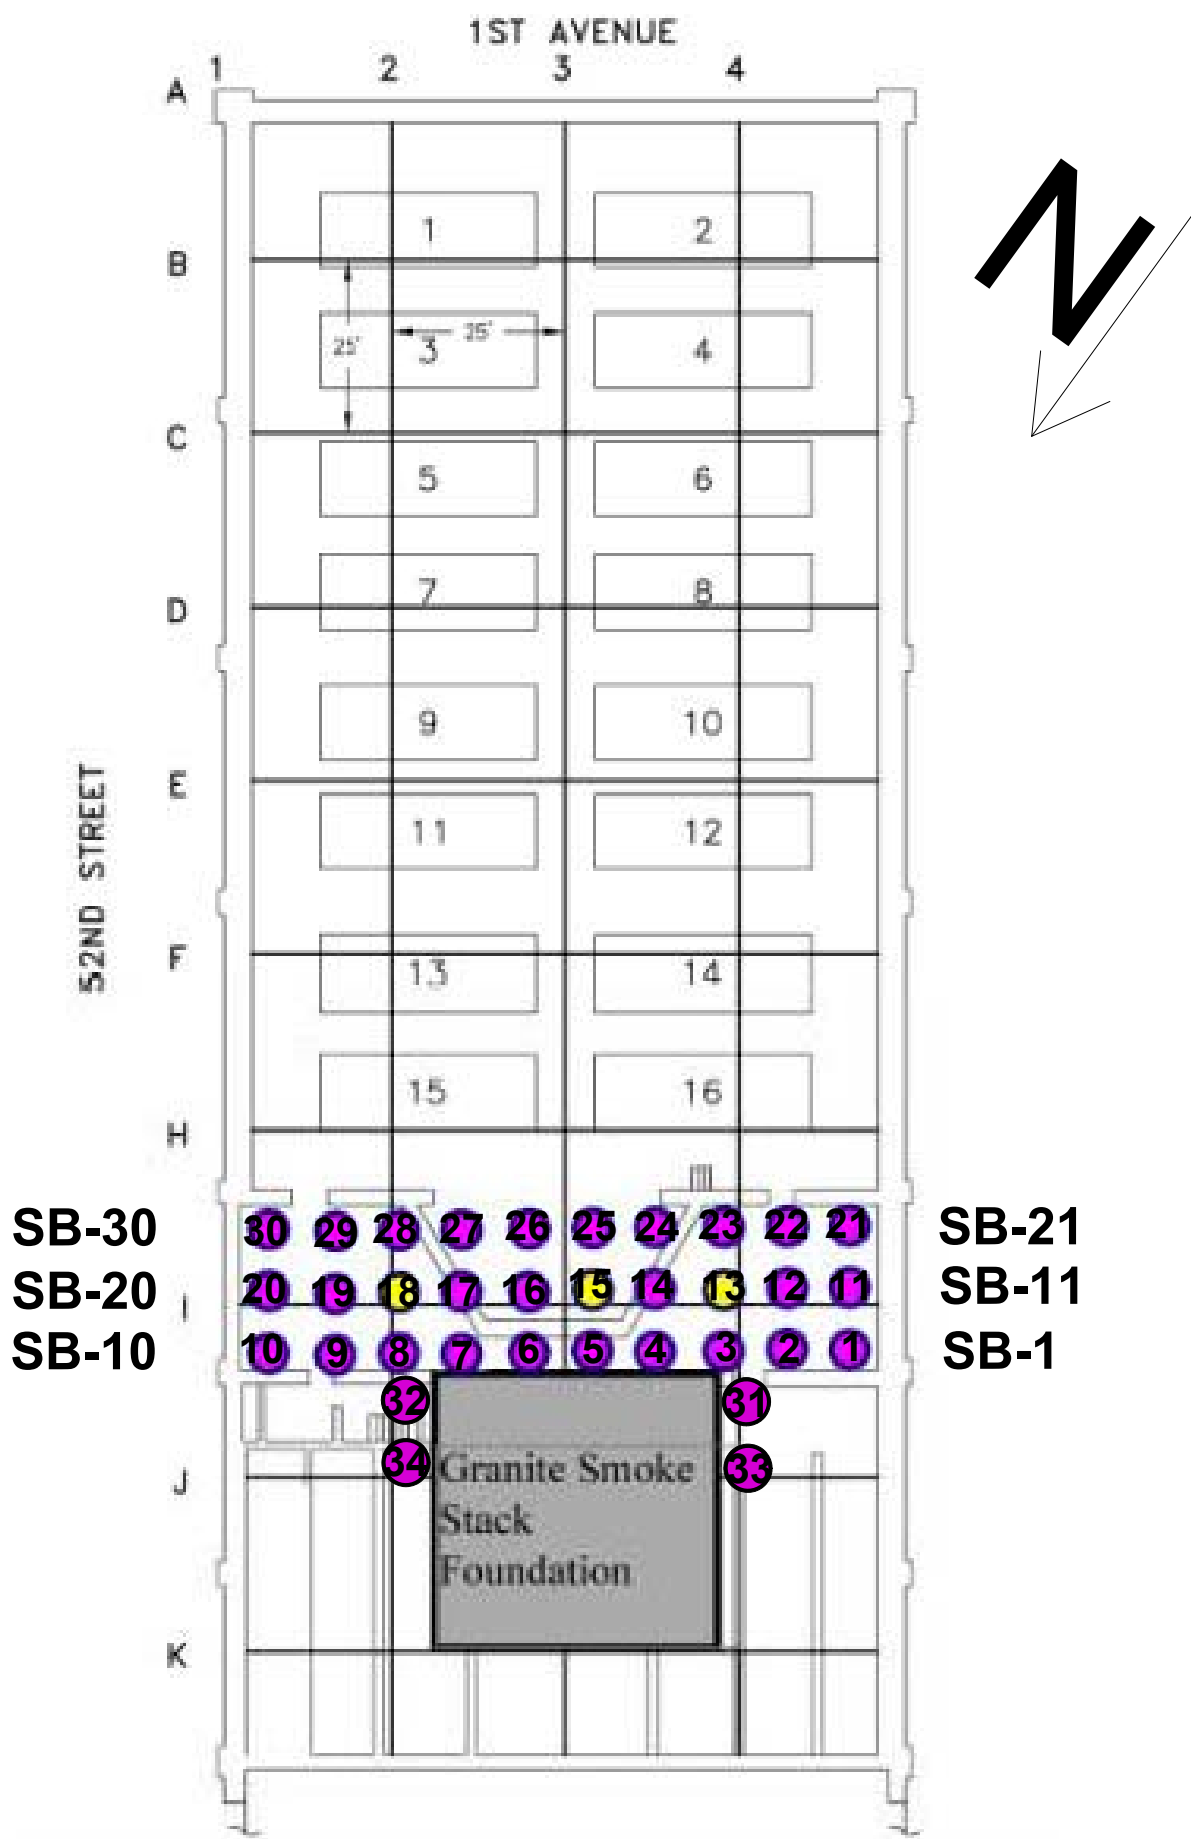 1ST AVENUE
1 2 3 4
A
N
1 2
B
25'
25'
3 4
C
5 6
7 8
D
9 10
52ND STREET
E
11 12
F
13 14
15 16
H
SB-30 30 29 28 27 26 25 24 23 22 21 SB-21
SB-20 20 19 18 17 16 15 14 13 12 11 SB-11
I
SB-10 10 9 8 7 6 5 4 3 2 1 SB-1
32 31
34 33
J
Granite Smoke
Stack
Foundation
K